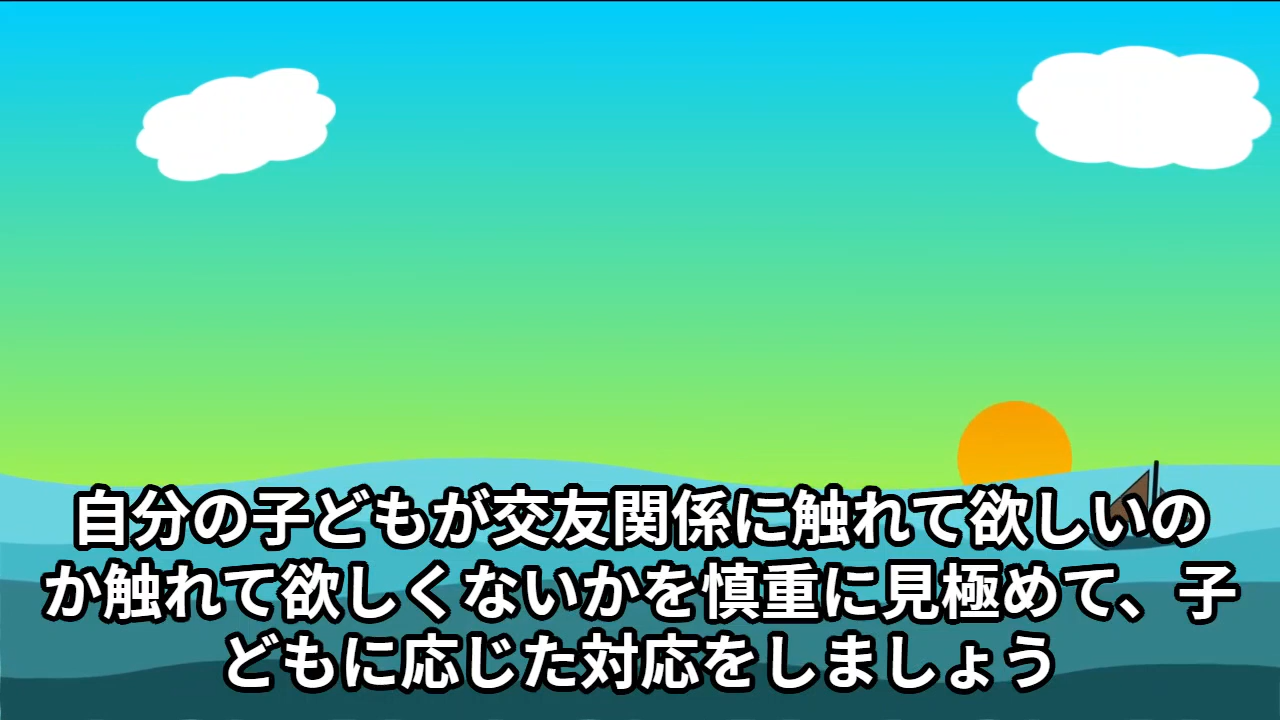 自分の子どもが交友関係に触れて欲しいの
か触れて欲しくないかを慎重に見極めて、子
どもに応じた対応をしましょう